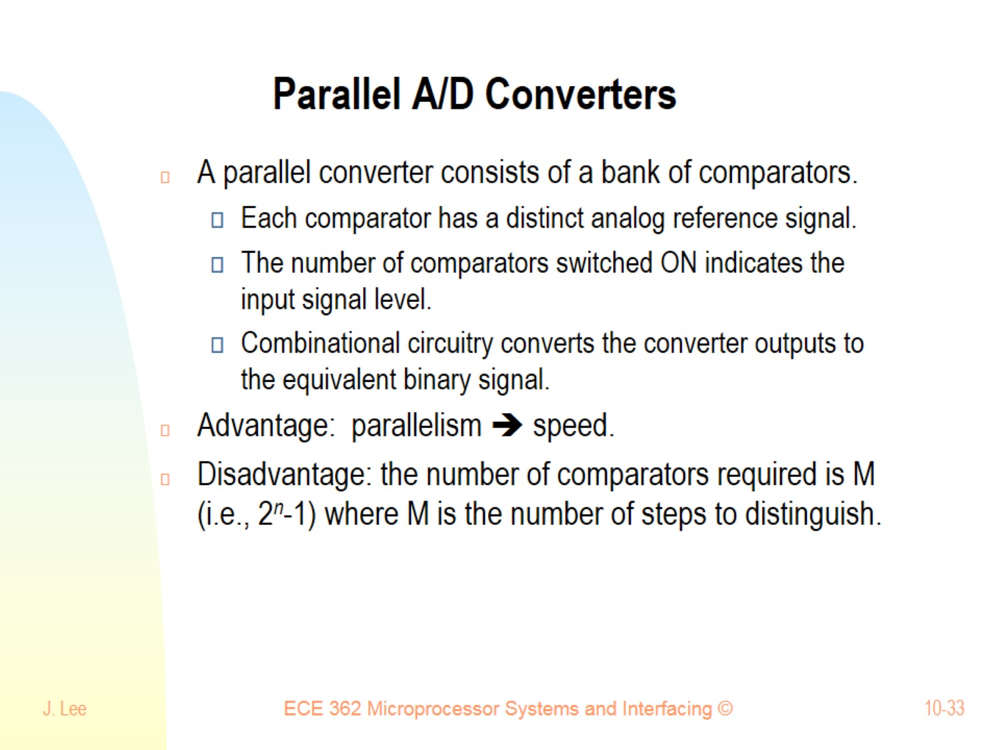 Parallel A/D Converters
A parallel converter consists of a bank of comparators.
Each comparator has a distinct analog reference signal.
The number of comparators switched ON indicates the
input signal level.
Combinational circuitry converts the converter outputs to
the equivalent binary signal.
Advantage: parallelism ➔ speed.
Disadvantage: the number of comparators required is M
(i.e., 2ⁿ-1) where M is the number of steps to distinguish.
J. Lee
ECE 362 Microprocessor Systems and Interfacing ©
10-33